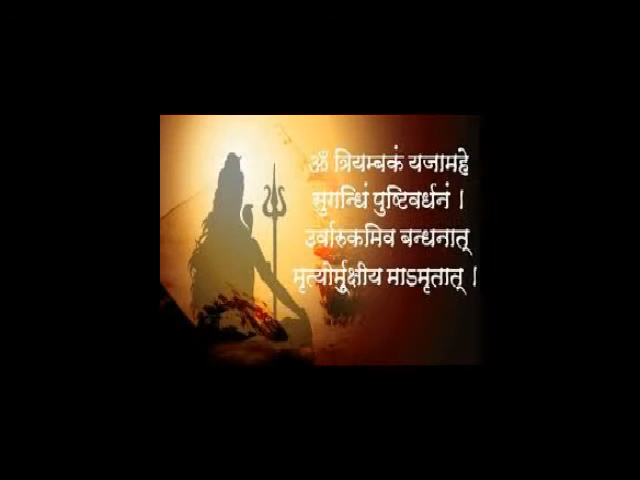 ॐ त्रियम्बकं यजामहे
सुगन्धिं पुष्टिवर्धनं ।
उर्वारुकमिव बन्धनात्
मृत्योर्मुक्षीय माऽमृतात् ।